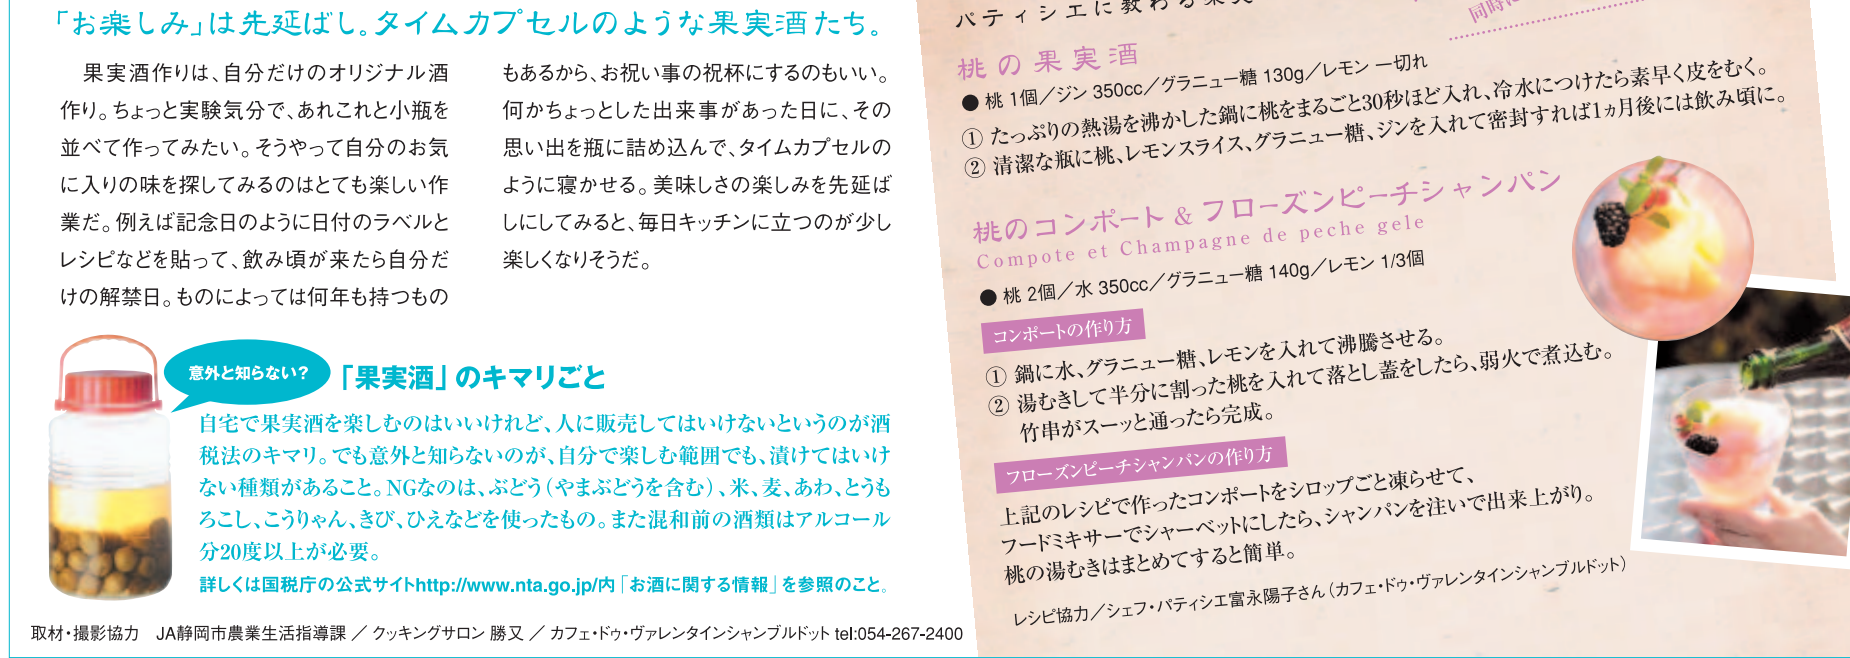 「お楽しみ」は先延ばし。タイムカプセルのような果実酒たち。
果実酒作りは、自分だけのオリジナル酒
作り。ちょっと実験気分で、あれこれと小瓶を
並べて作ってみたい。そうやって自分のお気
に入りの味を探してみるのはとても楽しい作
業だ。例えば記念日のように日付のラベルと
レシピなどを貼って、飲み頃が来たら自分だ
けの解禁日。ものによっては何年も持つもの
もあるから、お祝い事の祝杯にするのもいい。
何かちょっとした出来事があった日に、その
思い出を瓶に詰め込んで、タイムカプセルの
ように寝かせる。美味しさの楽しみを先延ば
しにしてみると、毎日キッチンに立つのが少し
楽しくなりそうだ。
意外と知らない?
「果実酒」のキマリごと
自宅で果実酒を楽しむのはいいけれど、人に販売してはいけないというのが酒
税法のキマリ。でも意外と知らないのが、自分で楽しむ範囲でも、漬けてはいけ
ない種類があること。NGなのは、ぶどう(やまぶどうを含む)、米、麦、あわ、とうも
ろこし、こうりゃん、きび、ひえなどを使ったもの。また混和前の酒類はアルコール
分20度以上が必要。
詳しくは国税庁の公式サイトhttp://www.nta.go.jp/内「お酒に関する情報」を参照のこと。
取材・撮影協力　JA静岡市農業生活指導課 ／ クッキングサロン 勝又 ／ カフェ・ドゥ・ヴァレンタインシャンブルドット tel:054-267-2400
パティシエに教わる果実
同時に
桃の果実酒
● 桃 1個／ジン 350cc／グラニュー糖 130g／レモン 一切れ
① たっぷりの熱湯を沸かした鍋に桃をまるごと30秒ほど入れ、冷水につけたら素早く皮をむく。
② 清潔な瓶に桃、レモンスライス、グラニュー糖、ジンを入れて密封すれば1ヵ月後には飲み頃に。
桃のコンポート & フローズンピーチシャンパン
Compote et Champagne de peche gele
● 桃 2個／水 350cc／グラニュー糖 140g／レモン 1/3個
コンポートの作り方
① 鍋に水、グラニュー糖、レモンを入れて沸騰させる。
② 湯むきして半分に割った桃を入れて落とし蓋をしたら、弱火で煮込む。
竹串がスーッと通ったら完成。
フローズンピーチシャンパンの作り方
上記のレシピで作ったコンポートをシロップごと凍らせて、
フードミキサーでシャーベットにしたら、シャンパンを注いで出来上がり。
桃の湯むきはまとめてすると簡単。
レシピ協力／シェフ・パティシエ富永陽子さん(カフェ・ドゥ・ヴァレンタインシャンブルドット)